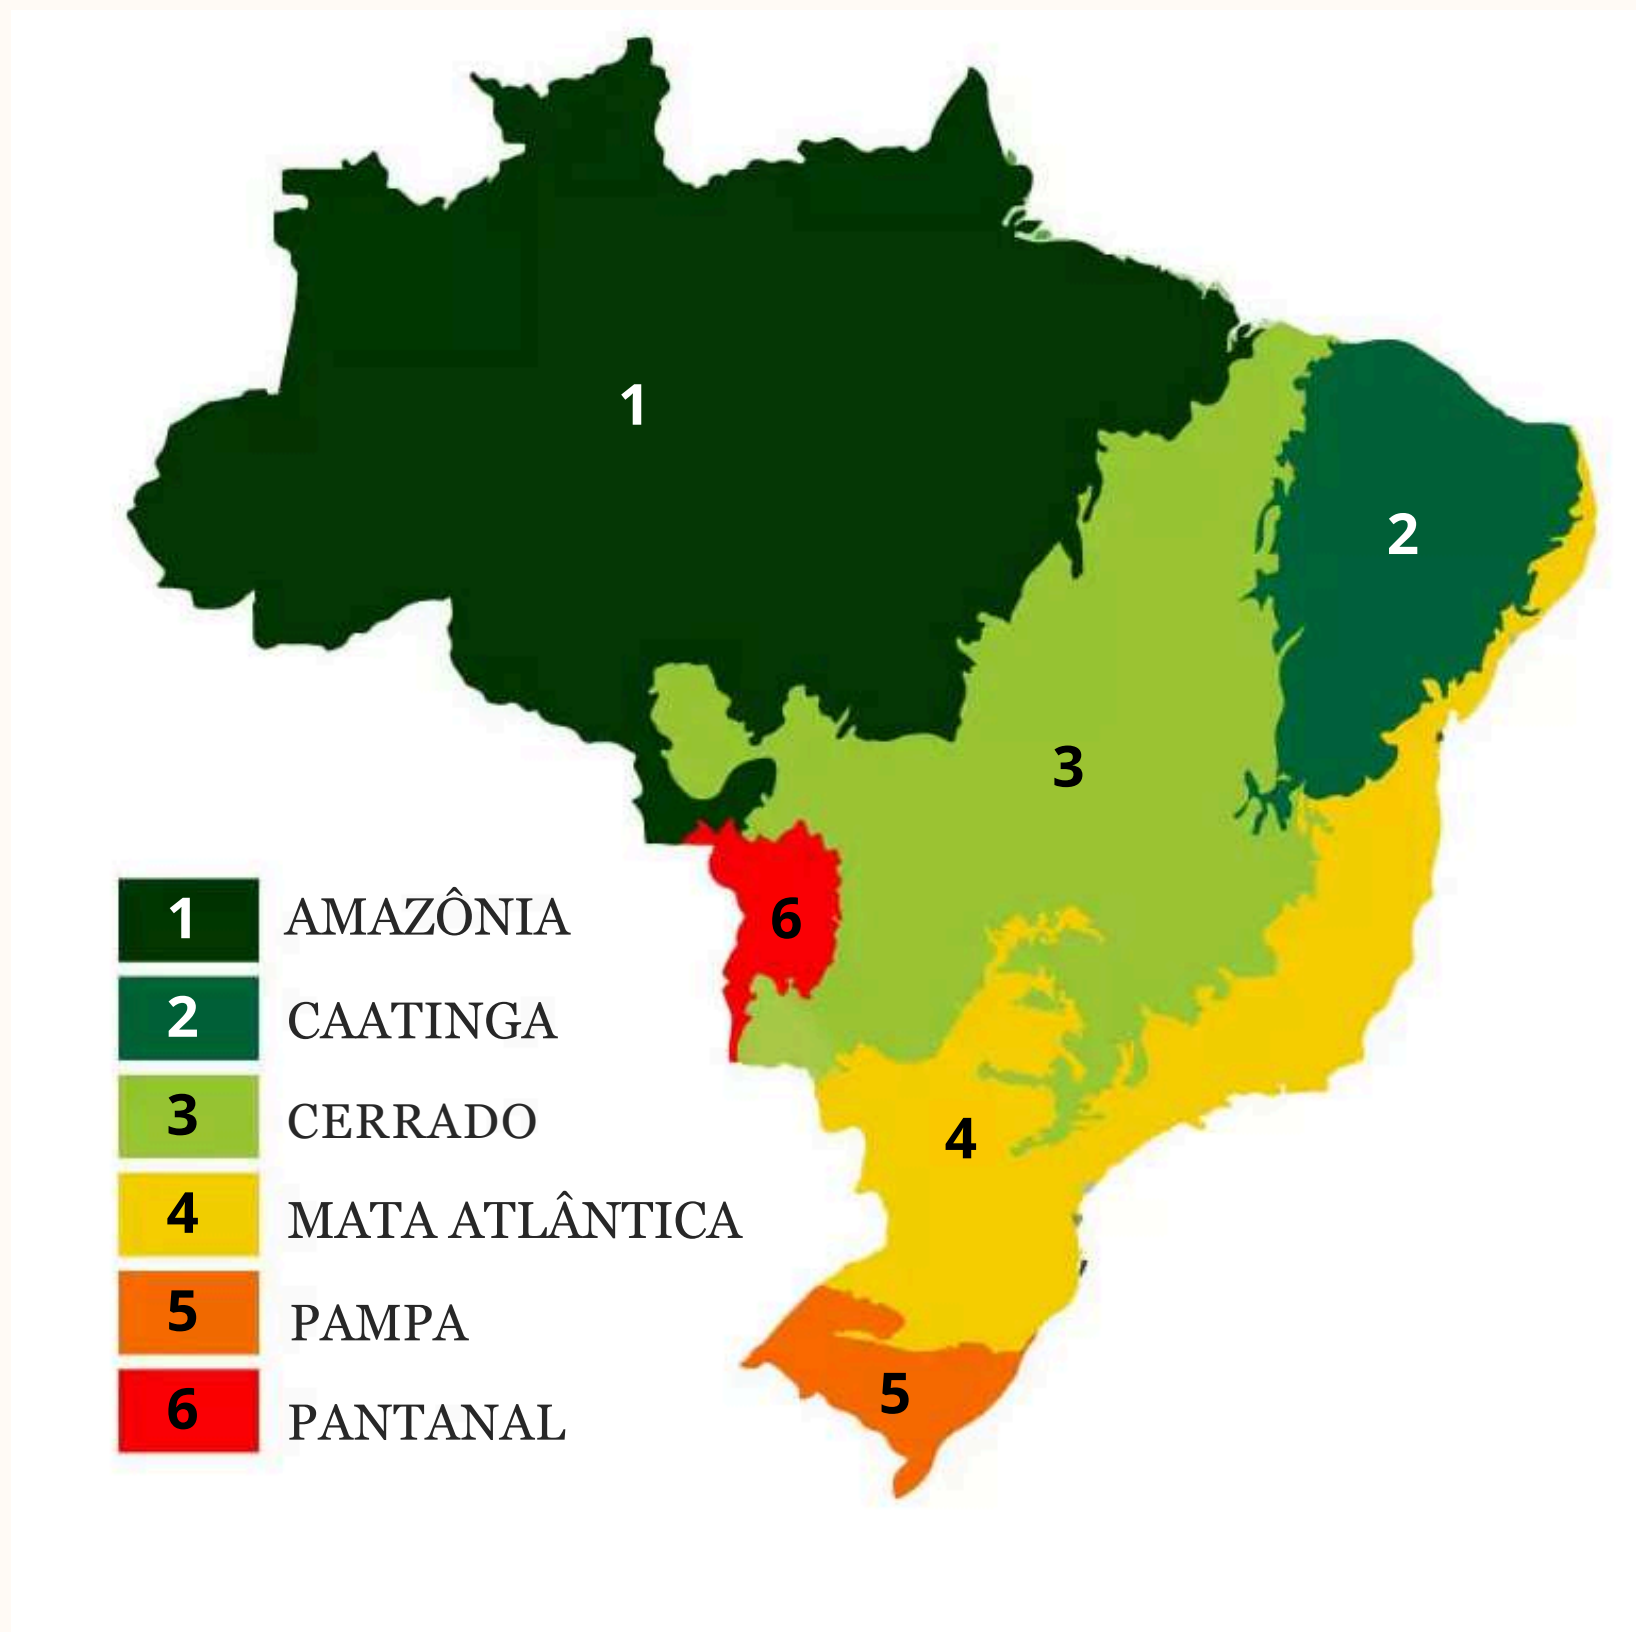 1
2
3
6
4
5
1 AMAZÔNIA
2 CAATINGA
3 CERRADO
4 MATA ATLÂNTICA
5 PAMPA
6 PANTANAL